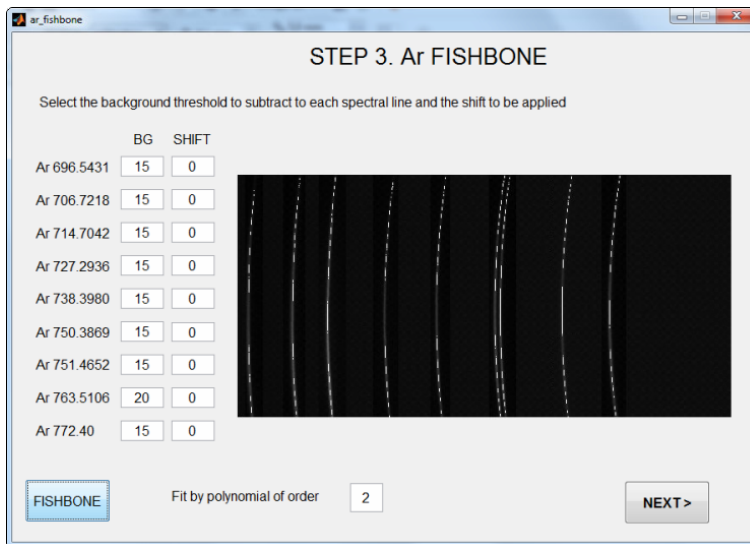 ar_fishbone
STEP 3. Ar FISHBONE
Select the background threshold to subtract to each spectral line and the shift to be applied
BG SHIFT
Ar 696.5431 15 0
Ar 706.7218 15 0
Ar 714.7042 15 0
Ar 727.2936 15 0
Ar 738.3980 15 0
Ar 750.3869 15 0
Ar 751.4652 15 0
Ar 763.5106 20 0
Ar 772.40 15 0
FISHBONE Fit by polynomial of order 2 NEXT >